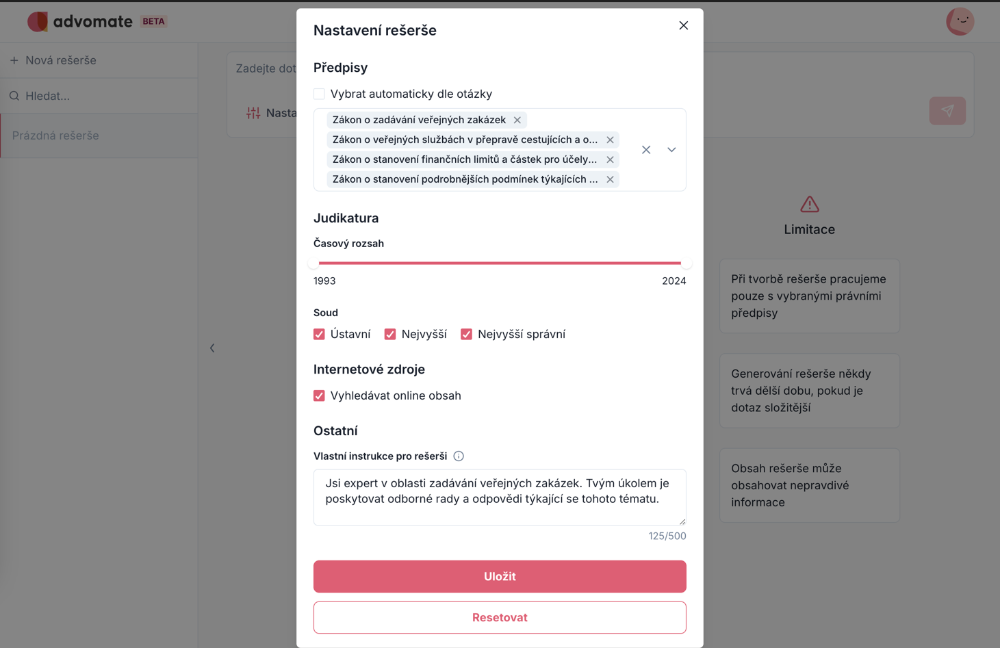 advomate BETA
+ Nová rešerše
Hledat...
Prázdná rešerše
Zadejte dot
Nasta
Nastavení rešerše
Předpisy
Vybrat automaticky dle otázky
Zákon o zadávání veřejných zakázek
Zákon o veřejných službách v přepravě cestujících a o...
Zákon o stanovení finančních limitů a částek pro účely...
Zákon o stanovení podrobnějších podmínek týkajících ...
Judikatura
Časový rozsah
1993 2024
Soud
Ústavní Nejvyšší Nejvyšší správní
Internetové zdroje
Vyhledávat online obsah
Ostatní
Vlastní instrukce pro rešerši
Jsi expert v oblasti zadávání veřejných zakázek. Tvým úkolem je
poskytovat odborné rady a odpovědi týkající se tohoto tématu.
125/500
Uložit
Resetovat
Limitace
Při tvorbě rešerše pracujeme
pouze s vybranými právními
předpisy
Generování rešerše někdy
trvá dělší dobu, pokud je
dotaz složitější
Obsah rešerše může
obsahovat nepravdivé
informace